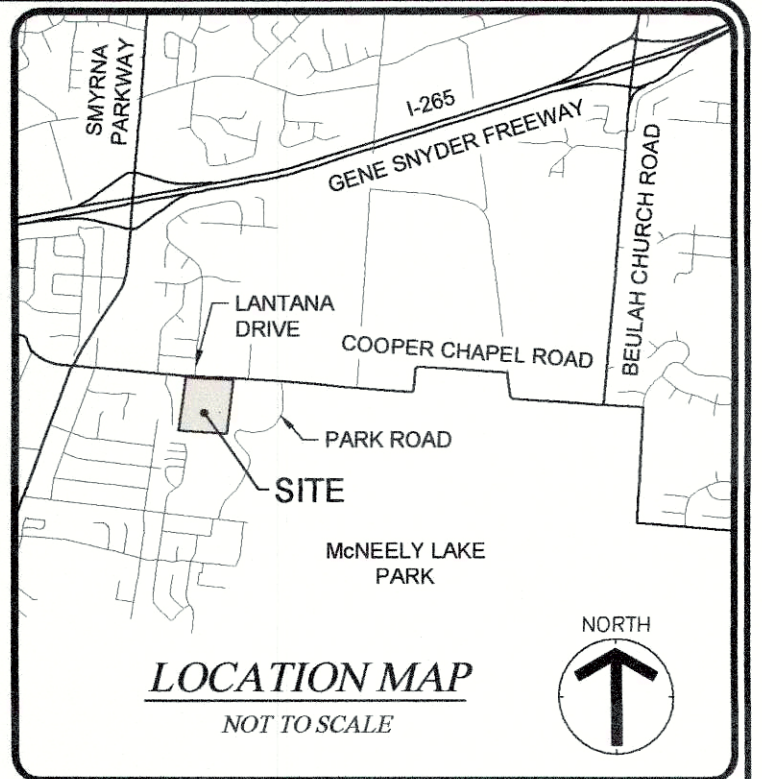 SMYRNA
PARKWAY
I-265
GENE SNYDER FREEWAY
BEULAH CHURCH ROAD
LANTANA
DRIVE
COOPER CHAPEL ROAD
PARK ROAD
SITE
McNEELY LAKE
PARK
NORTH
LOCATION MAP
NOT TO SCALE